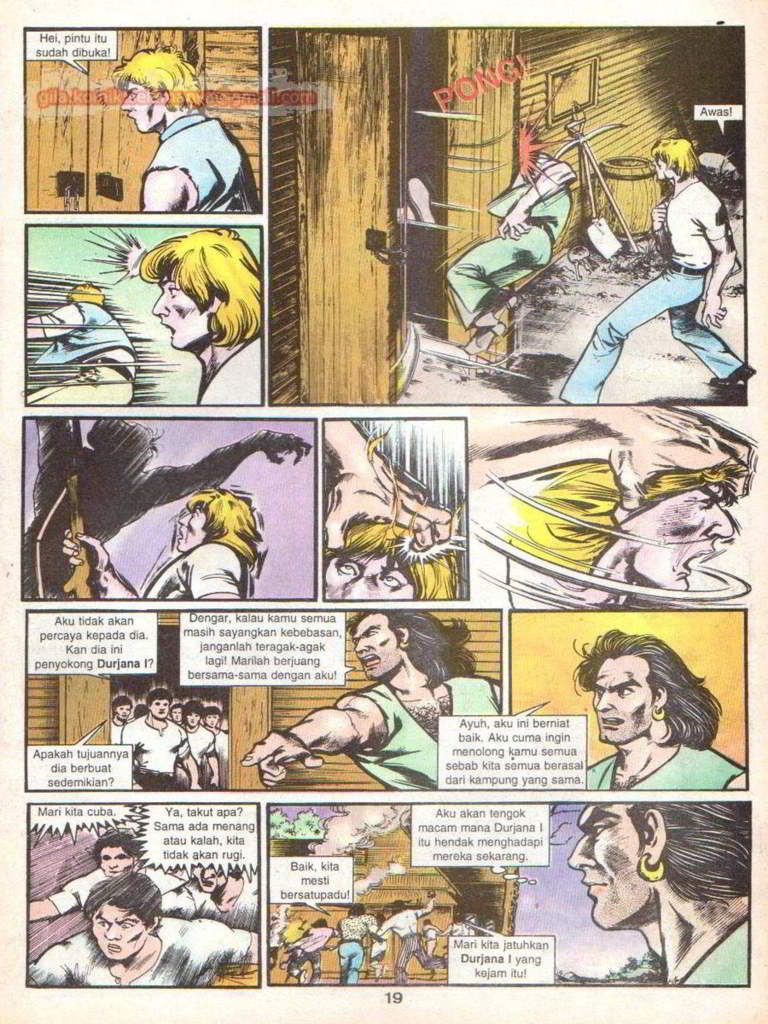 Hei, pintu itu
sudah dibuka!
PONG!
Awas!
Aku tidak akan
percaya kepada dia.
Kan dia ini
penyokong Durjana I?
Dengar, kalau kamu semua
masih sayangkan kebebasan,
janganlah teragak-agak
lagi! Marilah berjuang
bersama-sama dengan aku!
Apakah tujuannya
dia berbuat
sedemikian?
Ayuh, aku ini berniat
baik. Aku cuma ingin
menolong kamu semua
sebab kita semua berasal
dari kampung yang sama.
Mari kita cuba.
Ya, takut apa?
Sama ada menang
atau kalah, kita
tidak akan rugi.
Baik, kita
mesti
bersatupadu!
Aku akan tengok
macam mana Durjana I
itu hendak menghadapi
mereka sekarang.
Mari kita jatuhkan
Durjana I yang
kejam itu!
19